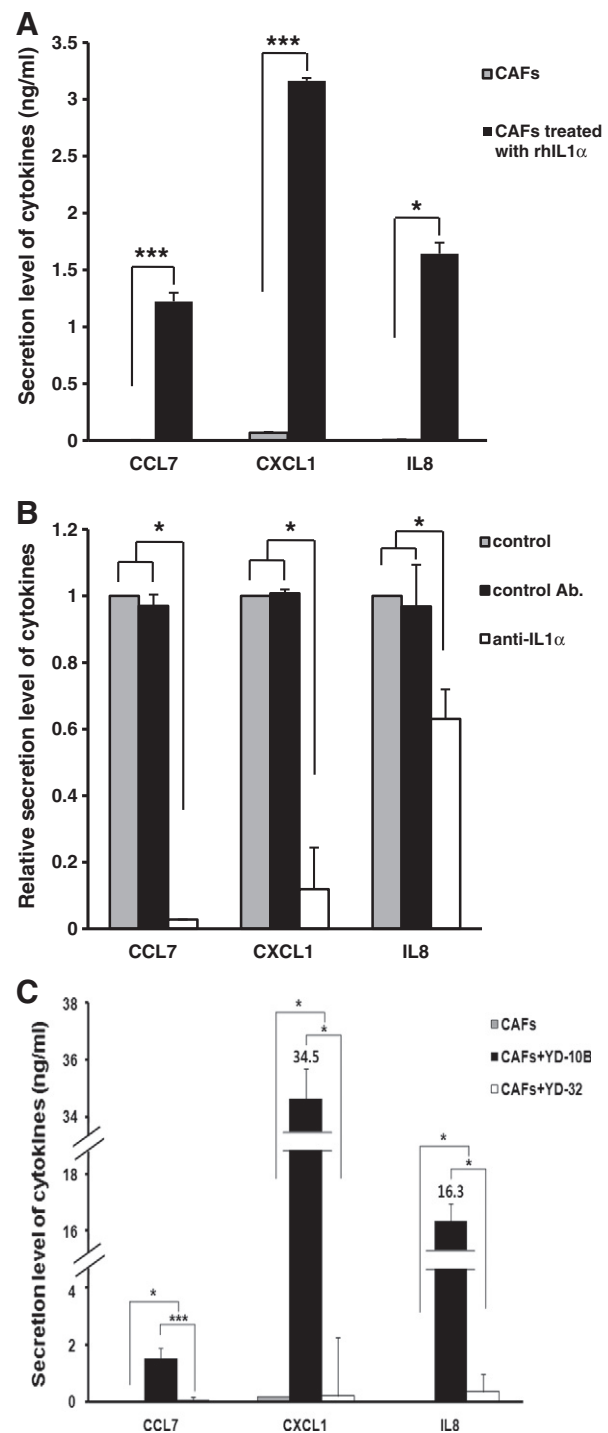 A
Secretion level of cytokines (ng/ml)
3.5
3
2.5
2
1.5
1
0.5
0
***
***
*
CAFs
CAFs treated
with rhIL1α
CCL7
CXCL1
IL8
B
Relative secretion level of cytokines
1.2
1
0.8
0.6
0.4
0.2
0
*
*
*
control
control Ab.
anti-IL1α
CCL7
CXCL1
IL8
C
Secretion level of cytokines (ng/ml)
38
36
34
18
16
4
2
0
*
***
*
*
34.5
*
*
16.3
CAFs
CAFs+YD-10B
CAFs+YD-32
CCL7
CXCL1
IL8